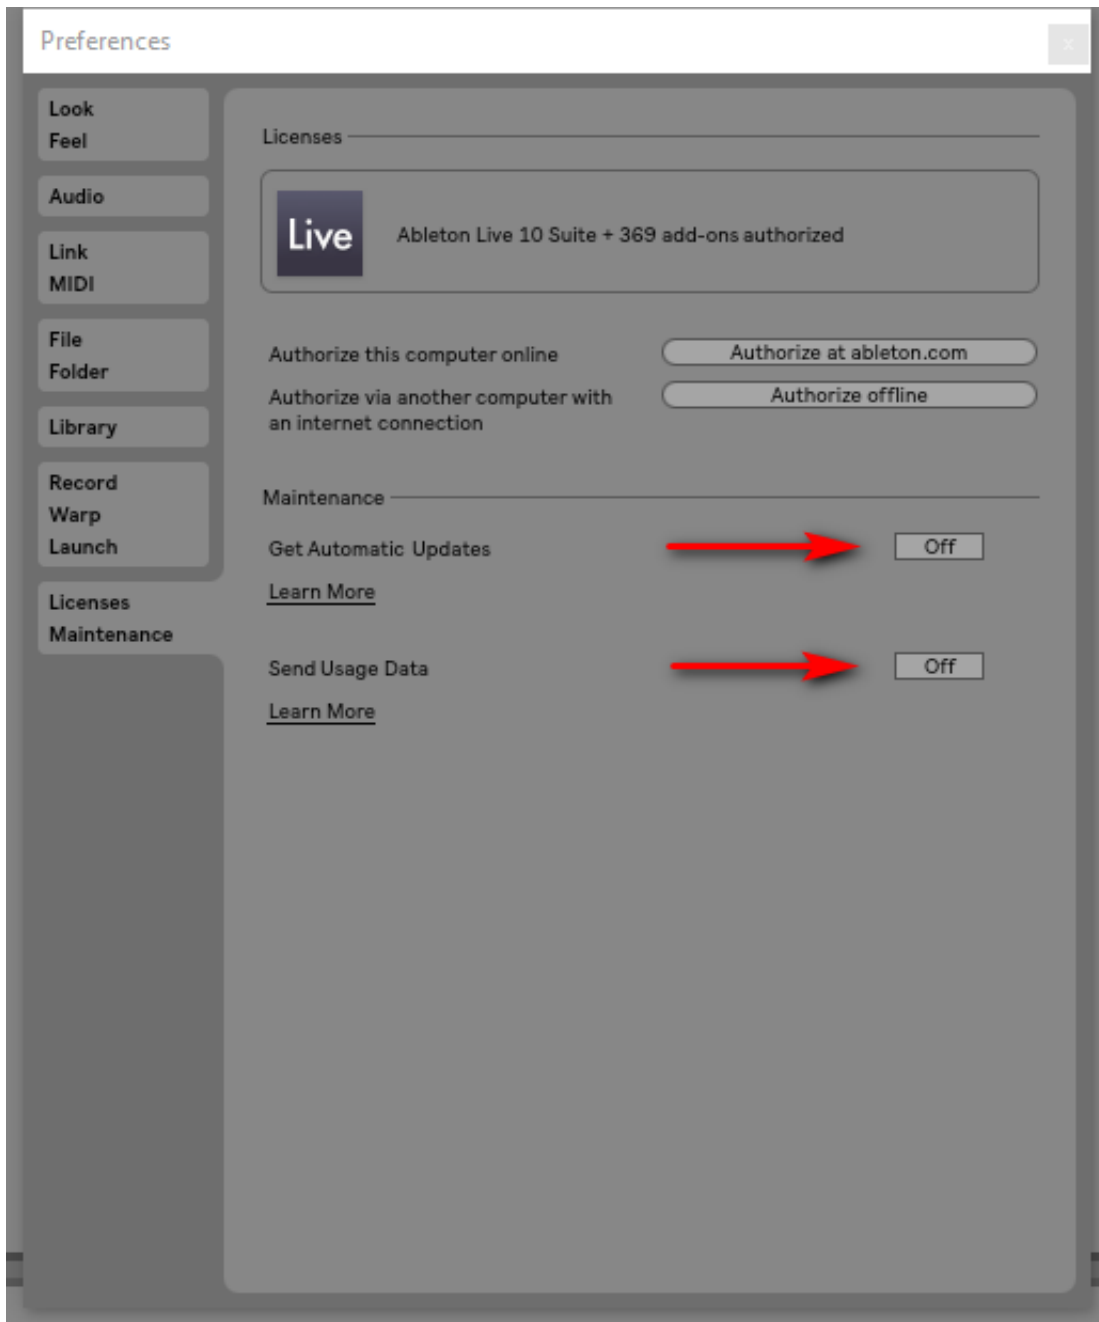 Preferences
x
Look
Feel
Audio
Link
MIDI
File
Folder
Library
Record
Warp
Launch
Licenses
Maintenance
Licenses
Live
Ableton Live 10 Suite + 369 add-ons authorized
Authorize this computer online
Authorize at ableton.com
Authorize via another computer with
an internet connection
Authorize offline
Maintenance
Get Automatic Updates
Off
Learn More
Send Usage Data
Off
Learn More